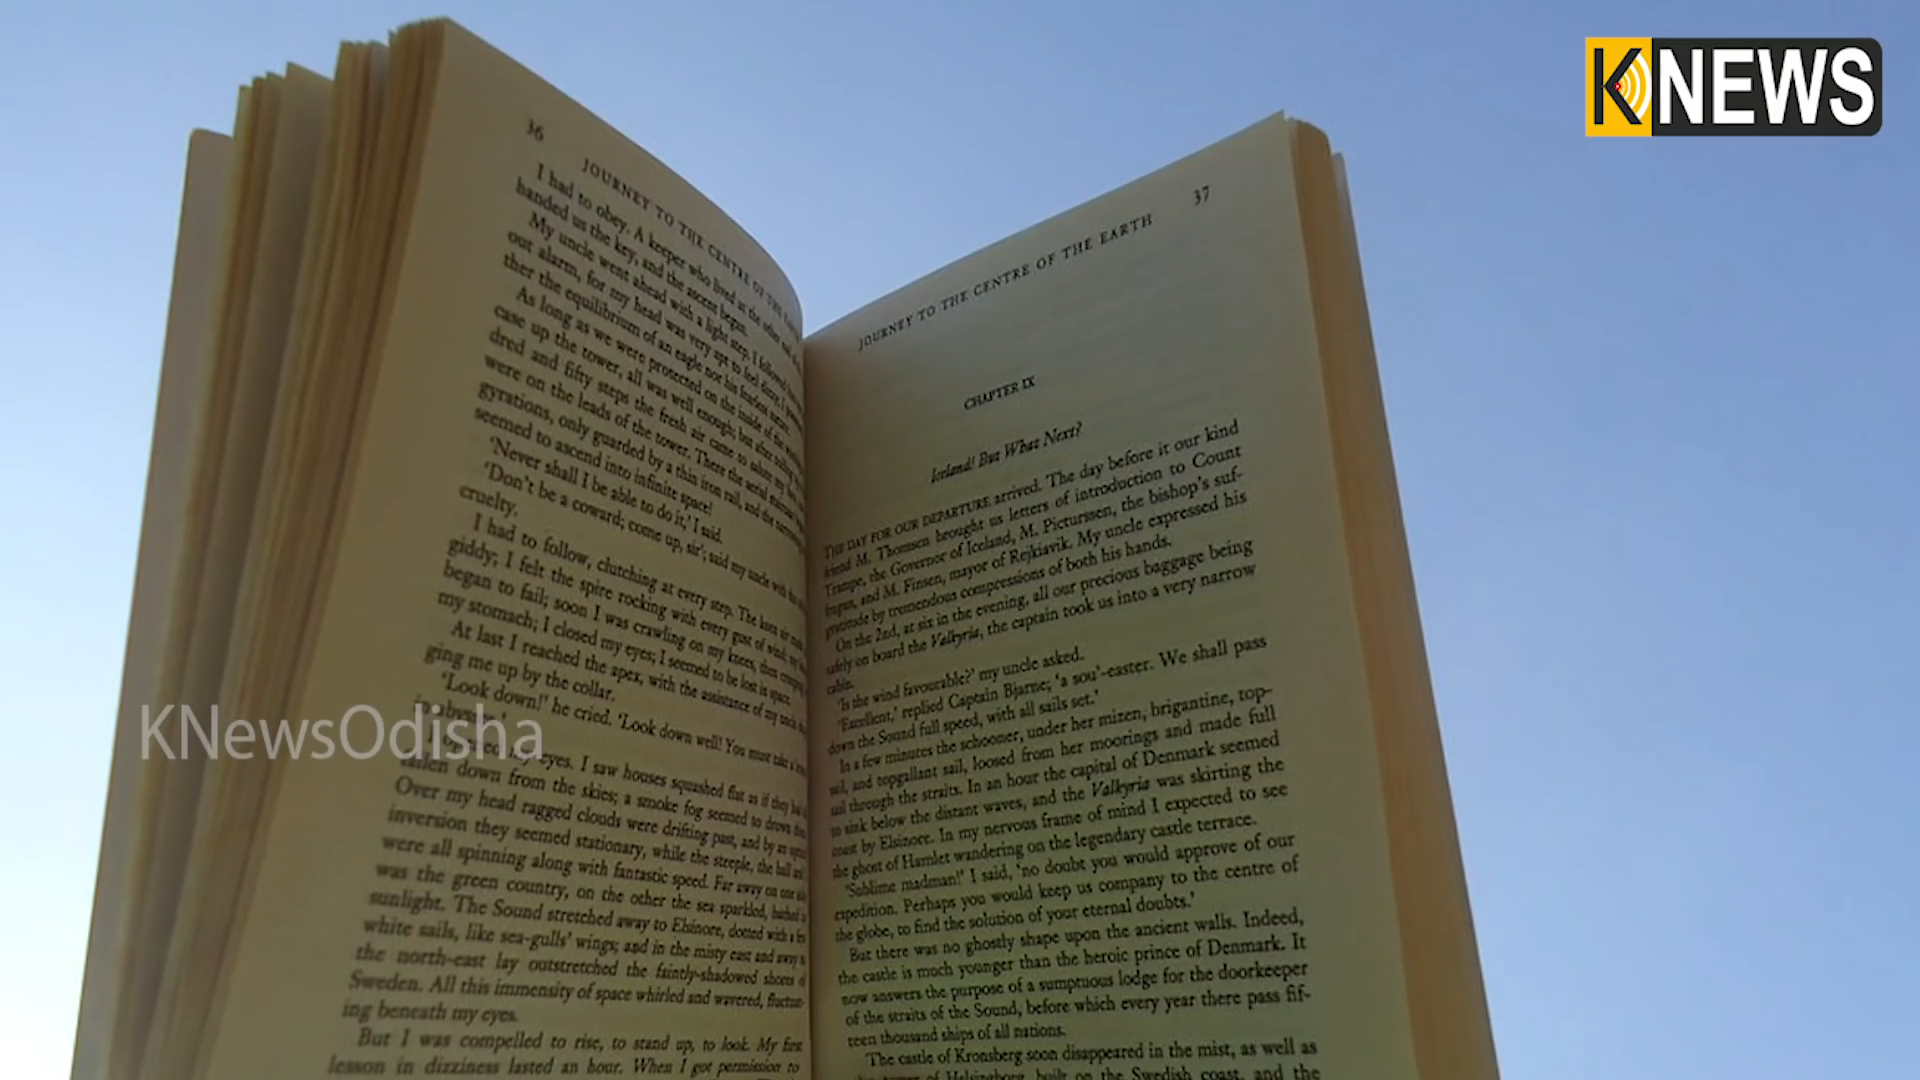 KNEWS
36
JOURNEY TO THE CENTRE OF THE
I had to obey. A keeper who lived at the other end
handed us the key, and the ascent began.
My uncle went ahead with a light step. I followed
out alarm, for my head was very apt to feel dizzy; I
ther the equilibrium of an eagle nor his fearless nature.
As long as we were protected on the inside of the
case up the tower, all was well enough; but after
dred and fifty steps the fresh air came to salute my
were on the leads of the tower. There the aerial staircase
gyrations, only guarded by a thin iron rail, and the
seemed to ascend into infinite space!
'Never shall I be able to do it,' I said.
'Don't be a coward; come up, sir'; said my uncle with the
cruelty.
I had to follow, clutching at every step. The keen air
giddy; I felt the spire rocking with every gust of wind; my
began to fail; soon I was crawling on my knees, then creeping
my stomach; I closed my eyes; I seemed to be lost in space.
At last I reached the apex, with the assistance of my uncle
ging me up by the collar.
'Look down!' he cried. 'Look down well! You must take a
KNewsOdisha
eyes. I saw houses squashed flat as if they had
fallen down from the skies; a smoke fog seemed to drown
Over my head ragged clouds were drifting past, and by an
inversion they seemed stationary, while the steeple, the ball and
were all spinning along with fantastic speed. Far away on one
was the green country, on the other the sea sparkled, bathed
sunlight. The Sound stretched away to Elsinore, dotted with a few
white sails, like sea-gulls' wings; and in the misty east and away
the north-east lay outstretched the faintly-shadowed shores of
Sweden. All this immensity of space whirled and wavered, fluctuat-
ing beneath my eyes.
But I was compelled to rise, to stand up, to look. My first
lesson in dizziness lasted an hour. When I got permission to
37
JOURNEY TO THE CENTRE OF THE EARTH
CHAPTER IX
Iceland! But What Next?
THE DAY FOR OUR DEPARTURE arrived. The day before it our kind
friend M. Thomsen brought us letters of introduction to Count
Trampe, the Governor of Iceland, M. Picturssen, the bishop's suf-
fragan, and M. Finsen, mayor of Rejkiavik. My uncle expressed his
gratitude by tremendous compressions of both his hands.
On the 2nd, at six in the evening, all our precious baggage being
safely on board the Valkyria, the captain took us into a very narrow
cabin.
'Is the wind favourable?' my uncle asked.
'Excellent,' replied Captain Bjarne; 'a sou'-easter. We shall pass
down the Sound full speed, with all sails set.'
In a few minutes the schooner, under her mizen, brigantine, top-
sail, and topgallant sail, loosed from her moorings and made full
sail through the straits. In an hour the capital of Denmark seemed
to sink below the distant waves, and the Valkyria was skirting the
coast by Elsinore. In my nervous frame of mind I expected to see
the ghost of Hamlet wandering on the legendary castle terrace.
'Sublime madman!' I said, 'no doubt you would approve of our
expedition. Perhaps you would keep us company to the centre of
the globe, to find the solution of your eternal doubts.'
But there was no ghostly shape upon the ancient walls. Indeed,
the castle is much younger than the heroic prince of Denmark. It
now answers the purpose of a sumptuous lodge for the doorkeeper
of the straits of the Sound, before which every year there pass fif-
teen thousand ships of all nations.
The castle of Kronsberg soon disappeared in the mist, as well as
of Helsingborg, built on the Swedish coast, and the